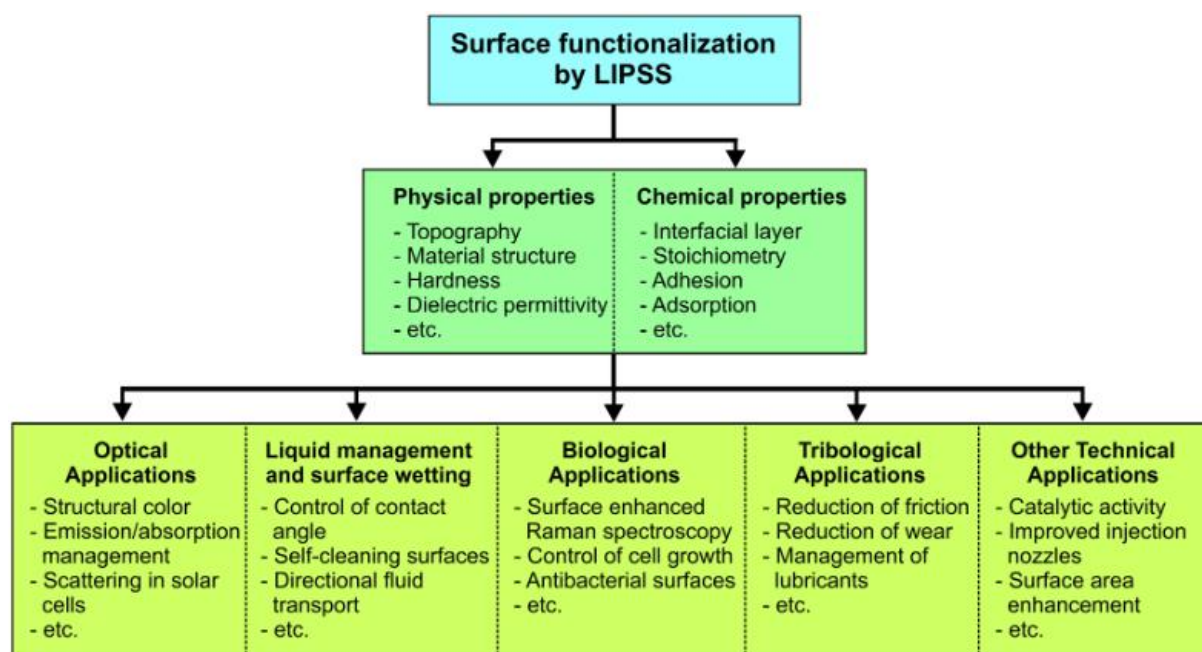 Surface functionalization
by LIPSS
Physical properties
- Topography
- Material structure
- Hardness
- Dielectric permittivity
- etc.
Chemical properties
- Interfacial layer
- Stoichiometry
- Adhesion
- Adsorption
- etc.
Optical
Applications
- Structural color
- Emission/absorption
management
- Scattering in solar
cells
- etc.
Liquid management
and surface wetting
- Control of contact
angle
- Self-cleaning surfaces
- Directional fluid
transport
- etc.
Biological
Applications
- Surface enhanced
Raman spectroscopy
- Control of cell growth
- Antibacterial surfaces
- etc.
Tribological
Applications
- Reduction of friction
- Reduction of wear
- Management of
lubricants
- etc.
Other Technical
Applications
- Catalytic activity
- Improved injection
nozzles
- Surface area
enhancement
- etc.